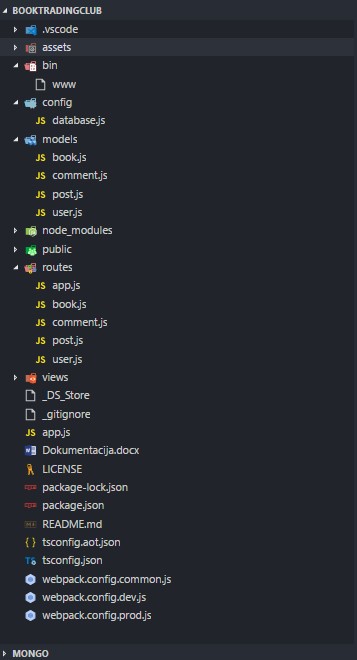 BOOKTRADINGCLUB
.vscode
assets
bin
www
config
JS database.js
models
JS book.js
JS comment.js
JS post.js
JS user.js
node_modules
public
routes
JS app.js
JS book.js
JS comment.js
JS post.js
JS user.js
views
_DS_Store
_gitignore
JS app.js
Dokumentacija.docx
LICENSE
package-lock.json
package.json
README.md
{ } tsconfig.aot.json
TS tsconfig.json
webpack.config.common.js
webpack.config.dev.js
webpack.config.prod.js
MONGO